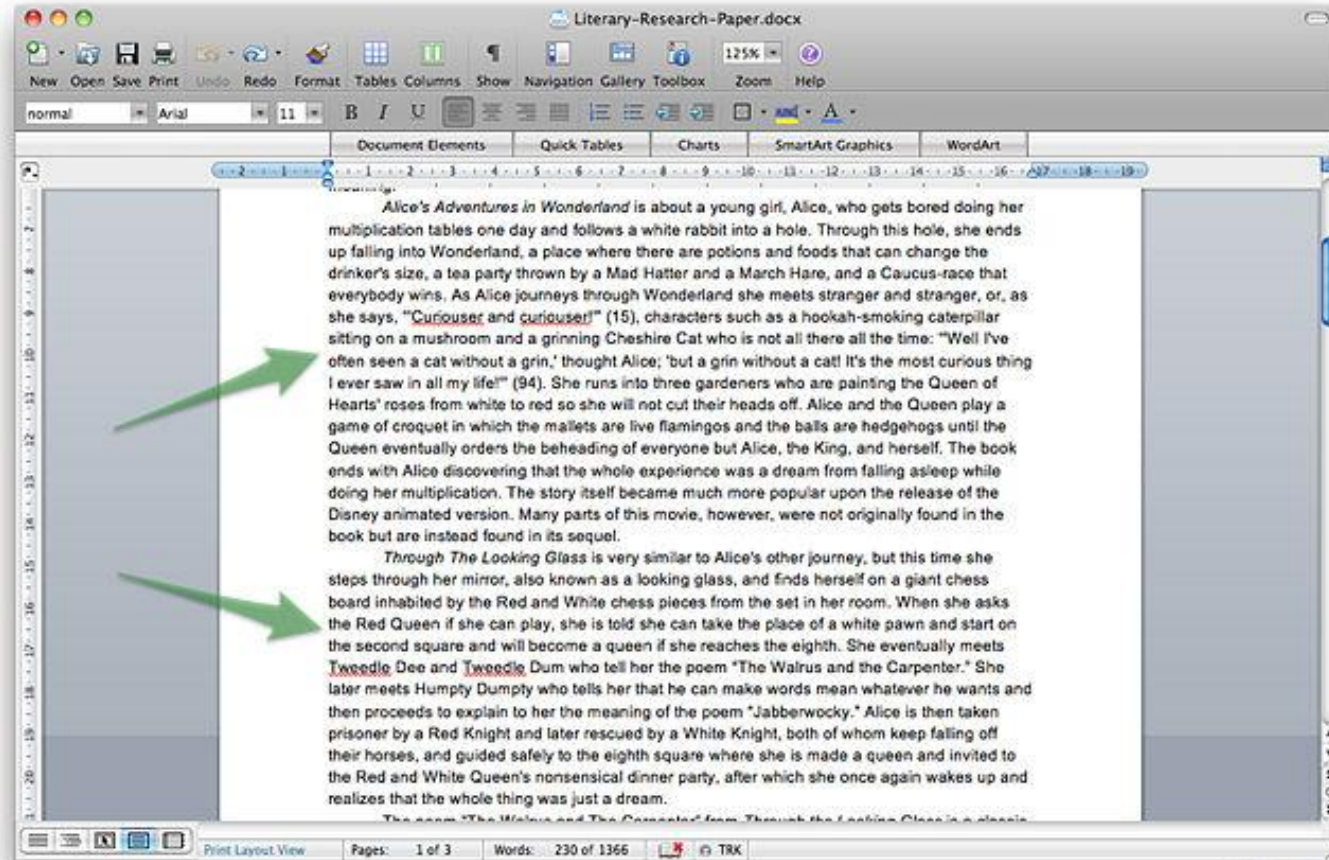 Literary-Research-Paper.docx
New Open Save Print Undo Redo Format Tables Columns Show Navigation Gallery Toolbox 125% Zoom Help
normal Arial 11 B I U A
Document Elements Quick Tables Charts SmartArt Graphics WordArt
meaning.
Alice's Adventures in Wonderland is about a young girl, Alice, who gets bored doing her
multiplication tables one day and follows a white rabbit into a hole. Through this hole, she ends
up falling into Wonderland, a place where there are potions and foods that can change the
drinker's size, a tea party thrown by a Mad Hatter and a March Hare, and a Caucus-race that
everybody wins. As Alice journeys through Wonderland she meets stranger and stranger, or, as
she says, "'Curiouser and curiouser!'" (15), characters such as a hookah-smoking caterpillar
sitting on a mushroom and a grinning Cheshire Cat who is not all there all the time: "'Well I've
often seen a cat without a grin,' thought Alice; 'but a grin without a cat! It's the most curious thing
I ever saw in all my life!'" (94). She runs into three gardeners who are painting the Queen of
Hearts' roses from white to red so she will not cut their heads off. Alice and the Queen play a
game of croquet in which the mallets are live flamingos and the balls are hedgehogs until the
Queen eventually orders the beheading of everyone but Alice, the King, and herself. The book
ends with Alice discovering that the whole experience was a dream from falling asleep while
doing her multiplication. The story itself became much more popular upon the release of the
Disney animated version. Many parts of this movie, however, were not originally found in the
book but are instead found in its sequel.
Through The Looking Glass is very similar to Alice's other journey, but this time she
steps through her mirror, also known as a looking glass, and finds herself on a giant chess
board inhabited by the Red and White chess pieces from the set in her room. When she asks
the Red Queen if she can play, she is told she can take the place of a white pawn and start on
the second square and will become a queen if she reaches the eighth. She eventually meets
Tweedle Dee and Tweedle Dum who tell her the poem "The Walrus and the Carpenter." She
later meets Humpty Dumpty who tells her that he can make words mean whatever he wants and
then proceeds to explain to her the meaning of the poem "Jabberwocky." Alice is then taken
prisoner by a Red Knight and later rescued by a White Knight, both of whom keep falling off
their horses, and guided safely to the eighth square where she is made a queen and invited to
the Red and White Queen's nonsensical dinner party, after which she once again wakes up and
realizes that the whole thing was just a dream.
The poem "The Walrus and The Carpenter" from Through the Looking Glass is a classic
Print Layout View Pages: 1 of 3 Words: 230 of 1366 TRK